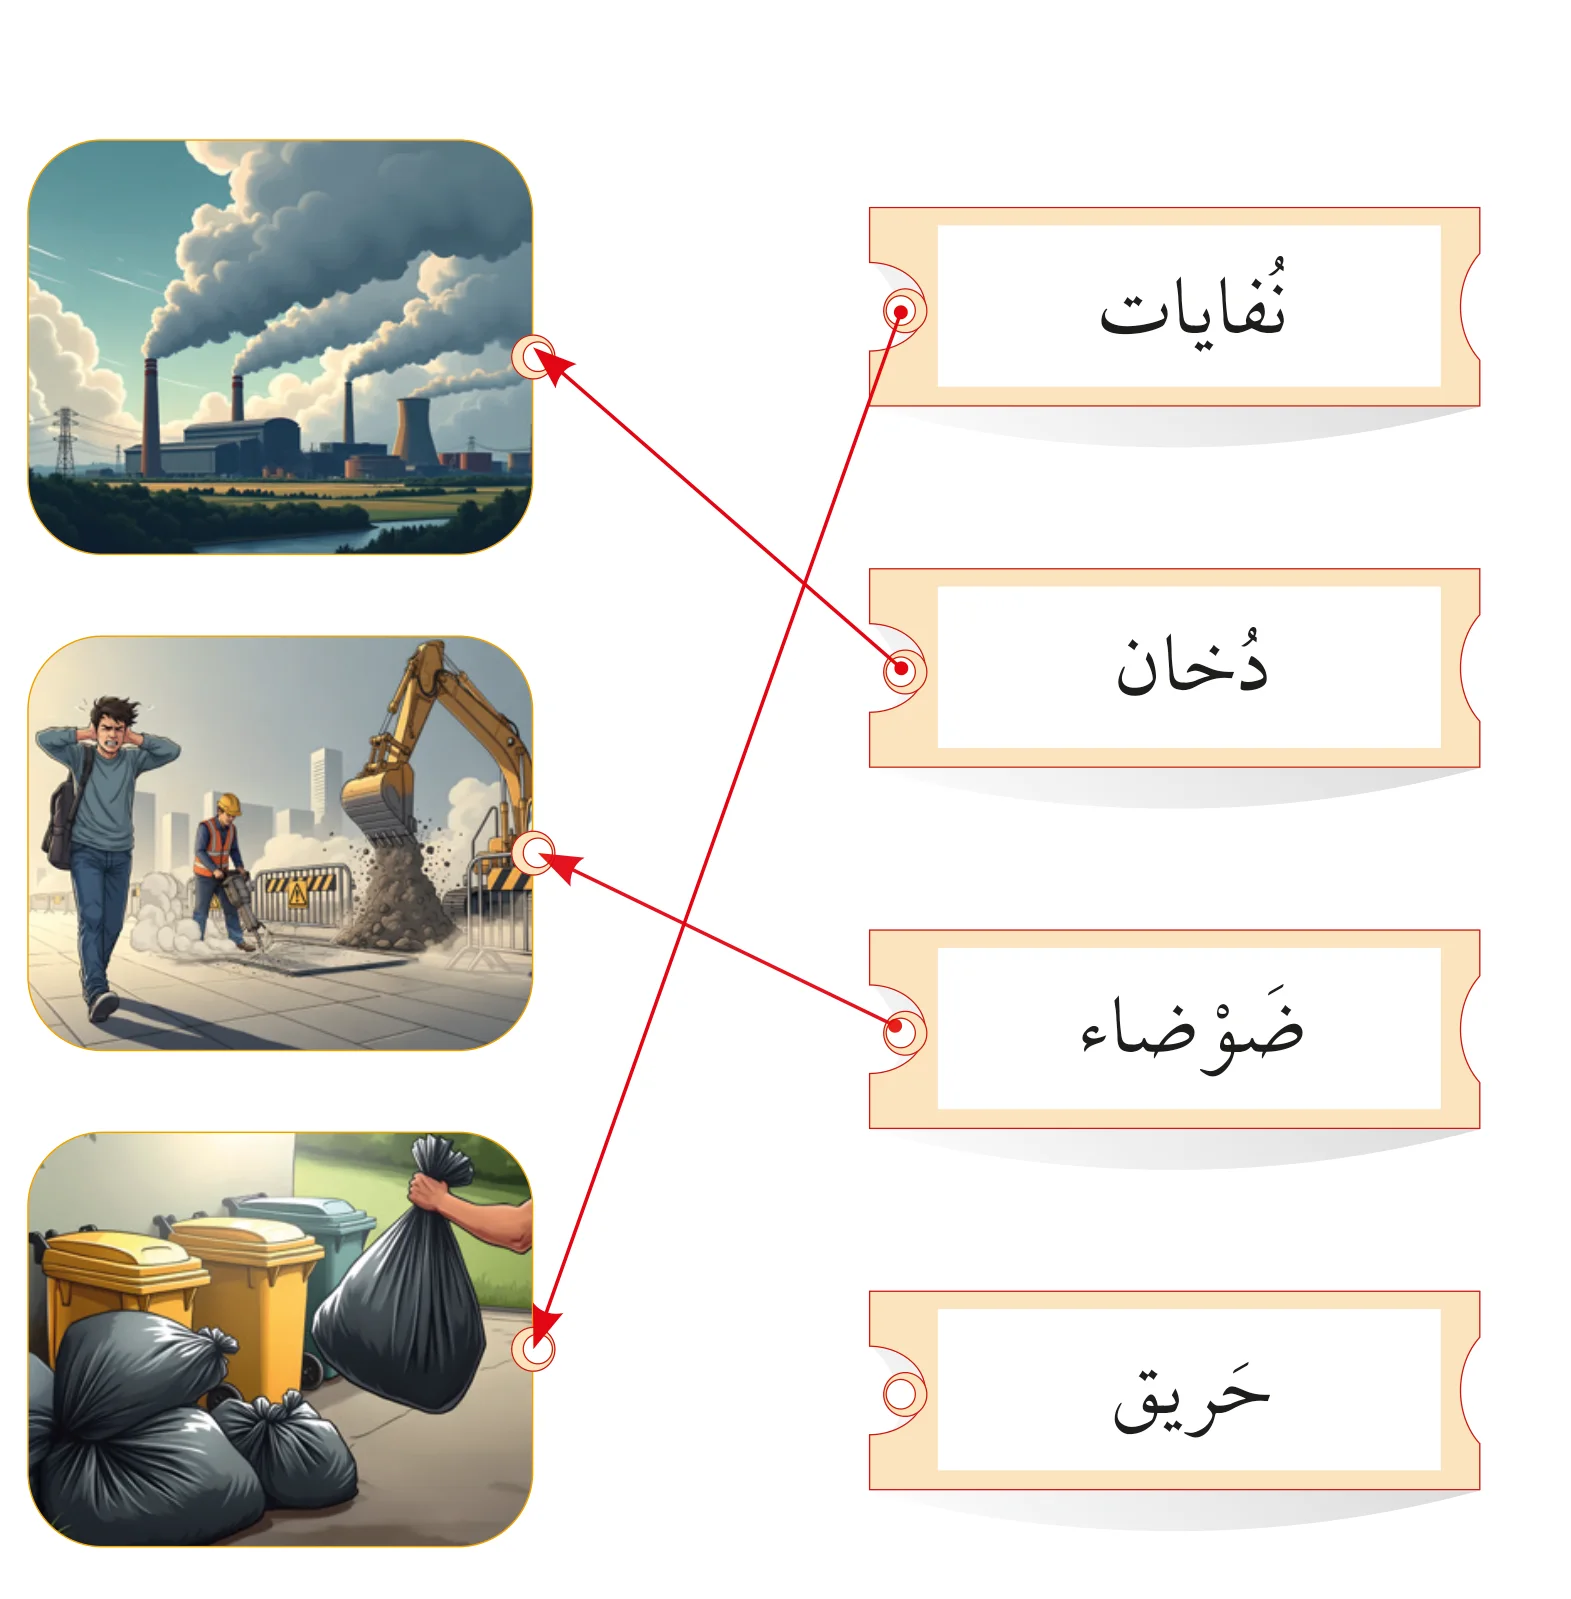 نُفايات
دُخان
ضَوْضاء
حَريق